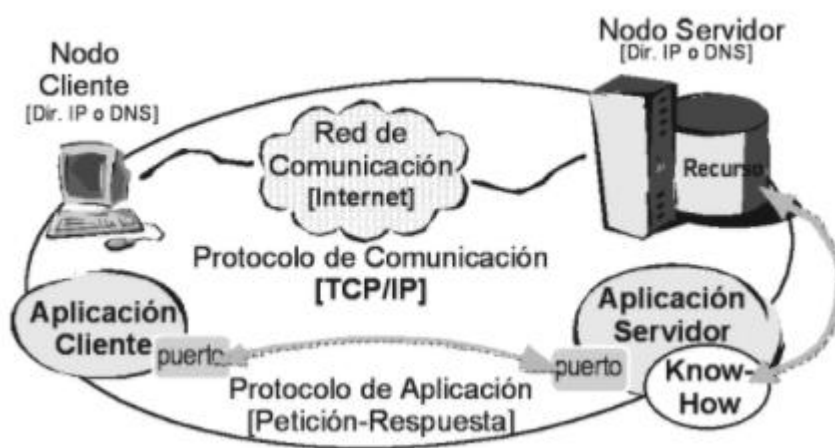 Nodo
Cliente
[Dir. IP o DNS]
Nodo Servidor
[Dir. IP o DNS]
Red de
Comunicación
[Internet]
Recurso
Protocolo de Comunicación
[TCP/IP]
Aplicación
Cliente
puerto
Aplicación
Servidor
puerto
Know-
How
Protocolo de Aplicación
[Petición-Respuesta]